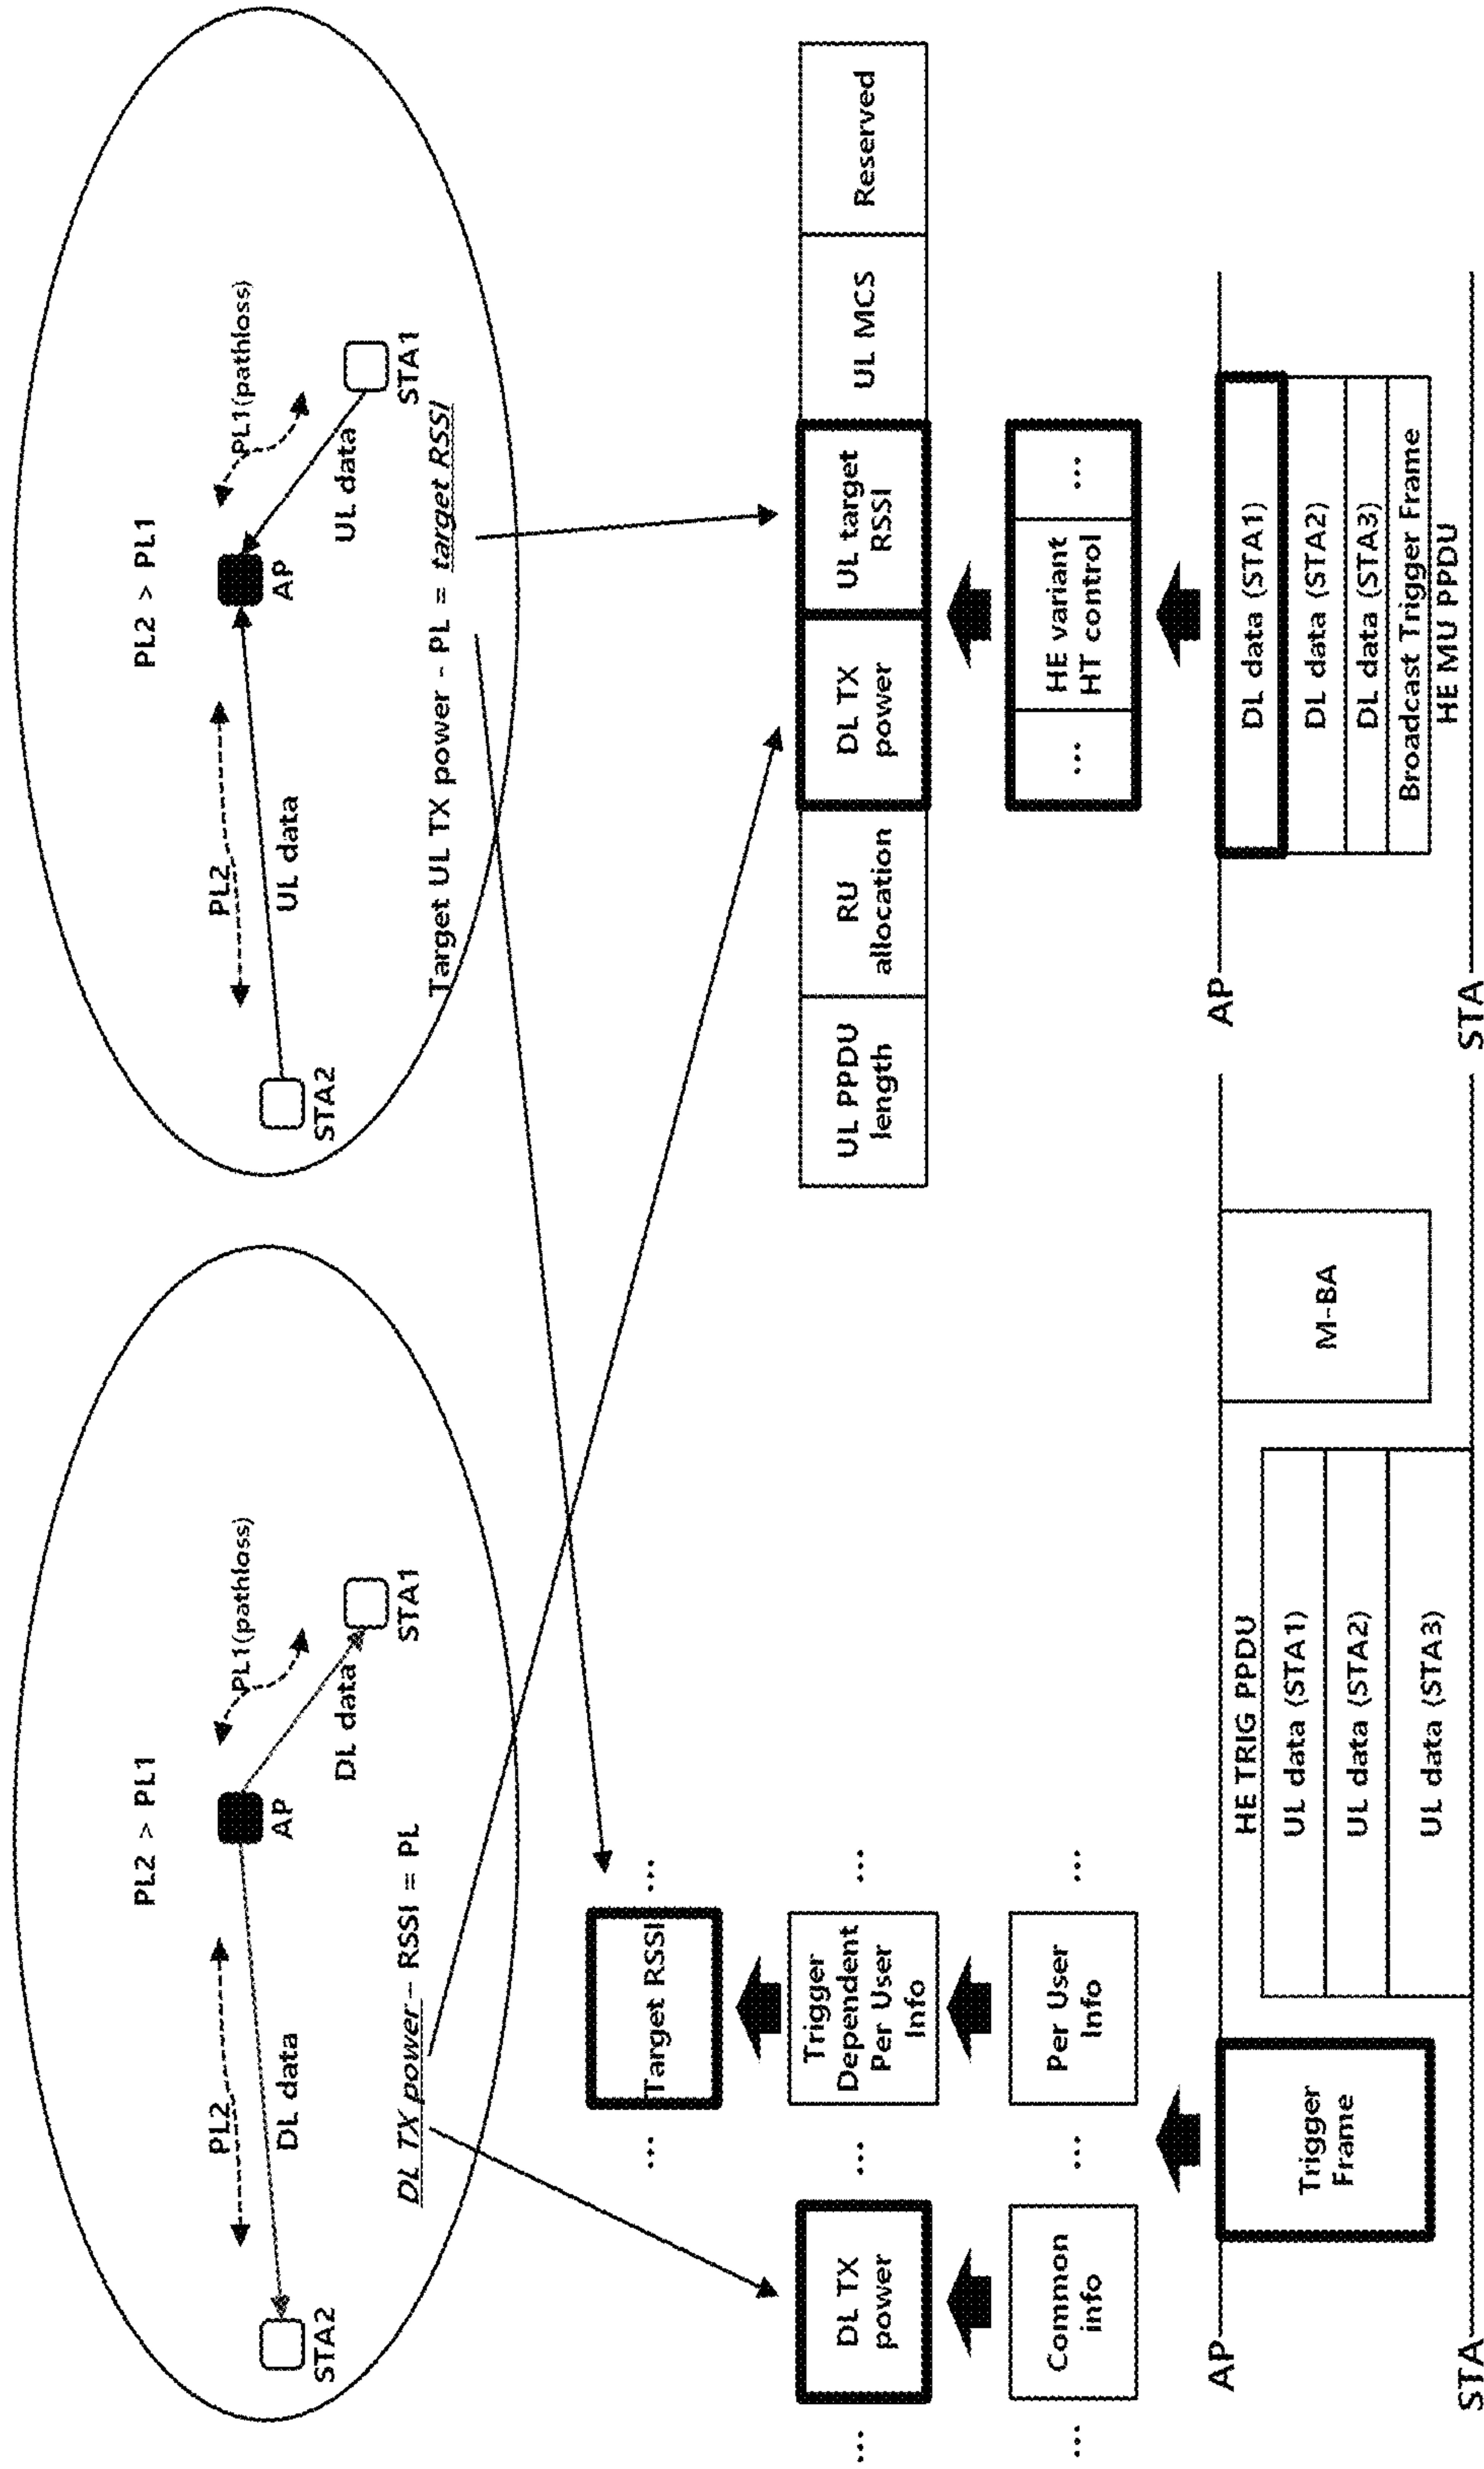 PL2 > PL1
PL2
PL1(pathloss)
DL data
AP
DL data
STA1
STA2
DL TX power – RSSI = PL
PL2 > PL1
PL2
PL1(pathloss)
UL data
AP
UL data
STA1
STA2
Target UL TX power - PL = target RSSI
...
Target RSSI
...
...
DL TX
power
...
Trigger
Dependent
Per User
Info
...
...
Common
info
...
Per User
Info
...
UL PPDU
length
RU
allocation
DL TX
power
UL target
RSSI
UL MCS
Reserved
...
HE variant
HT control
...
AP
Trigger
Frame
HE TRIG PPDU
UL data (STA1)
UL data (STA2)
UL data (STA3)
M-BA
STA
AP
DL data (STA1)
DL data (STA2)
DL data (STA3)
Broadcast Trigger Frame
HE MU PPDU
STA